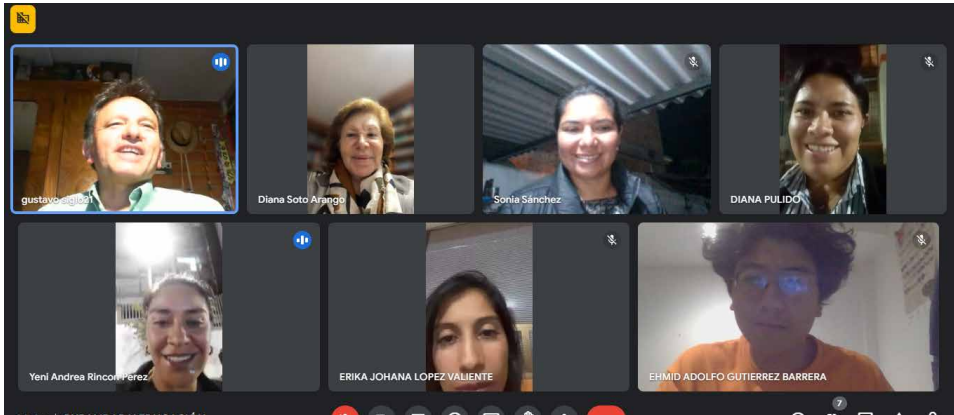 gustavo siglo21
Diana Soto Arango
Sonia Sánchez
DIANA PULIDO
Yeni Andrea Rincon Perez
ERIKA JOHANA LOPEZ VALIENTE
EHMID ADOLFO GUTIERREZ BARRERA
7